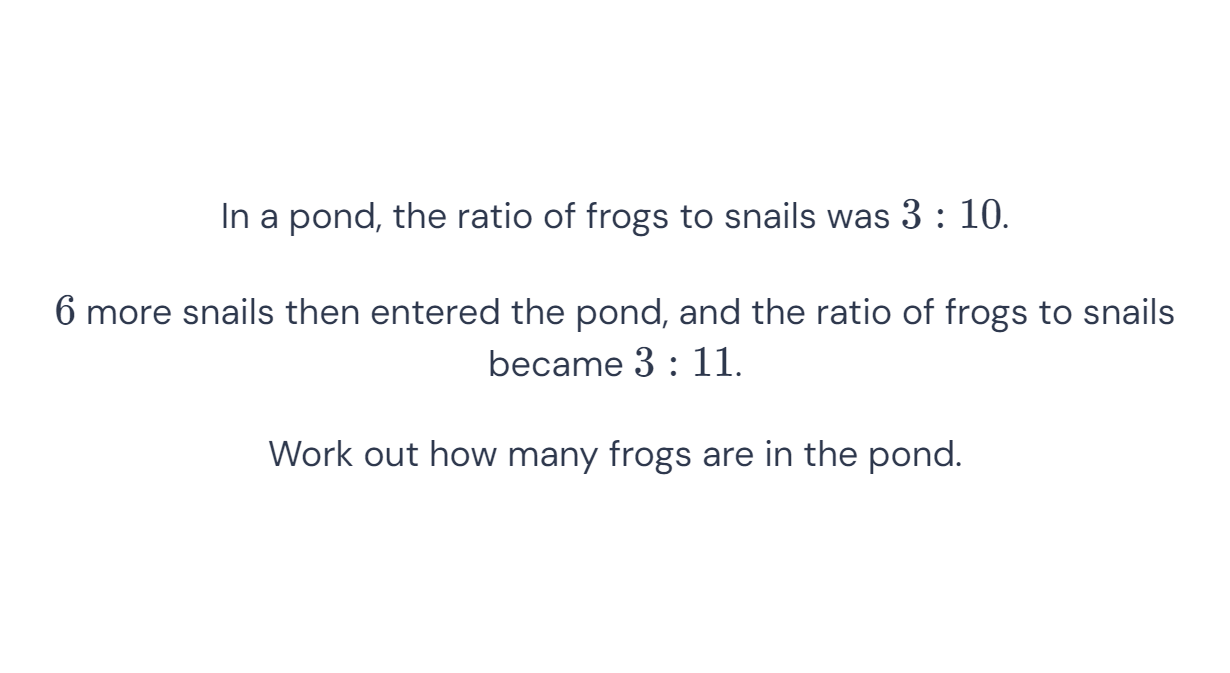 In a pond, the ratio of frogs to snails was 3 : 10.
6 more snails then entered the pond, and the ratio of frogs to snails
became 3 : 11.
Work out how many frogs are in the pond.